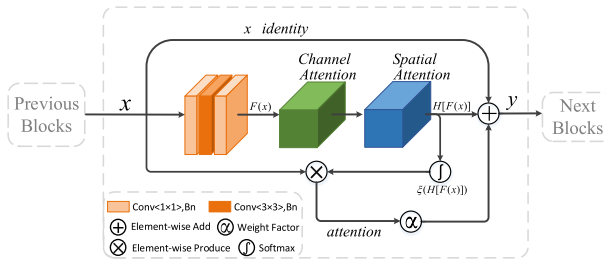 x identity
Channel
Attention
Spatial
Attention
Previous
Blocks
x
F(x)
H[F(x)]
y
Next
Blocks
ξ(H[F(x)])
attention
∝
Conv<1×1>,Bn
Conv<3×3>,Bn
Element-wise Add
∝ Weight Factor
Element-wise Produce
∫ Softmax